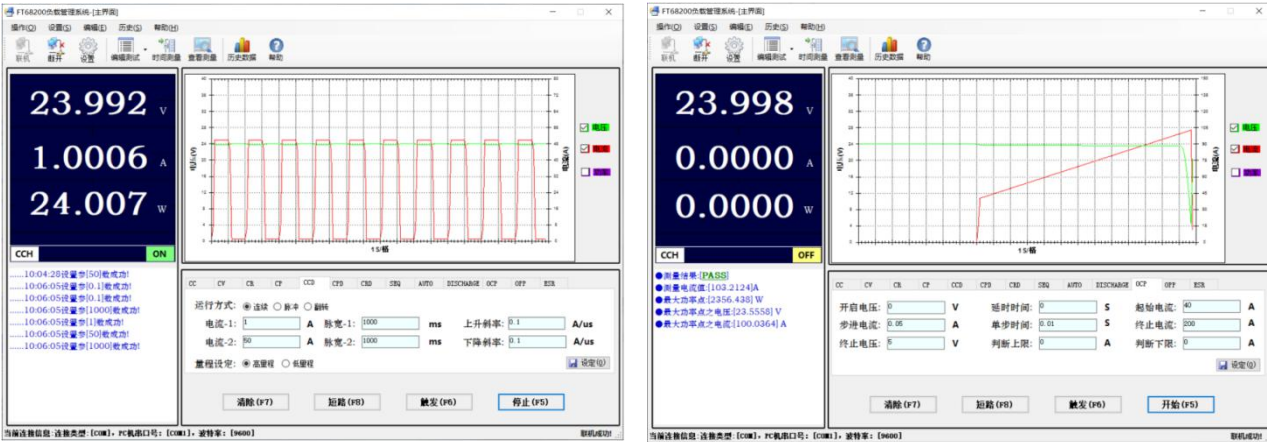 FT68200负载管理系统-[主界面]
操作(O) 设置(S) 编辑(E) 历史(S) 帮助(H)
联机 断开 设置 编辑测试 时间测量 查看测量 历史数据 帮助
23.992 V
1.0006 A
24.007 W
CCH ON
电压(V)
电流(A)
1S/格
电压
电流
功率
......10:04:28设置参[50]数成功!
......10:06:05设置参[0.1]数成功!
......10:06:05设置参[0.1]数成功!
......10:06:05设置参[1000]数成功!
......10:06:05设置参[1]数成功!
......10:06:05设置参[50]数成功!
......10:06:05设置参[1000]数成功!
CC CV CR CP CCD CPD CRD SEQ AUTO DISCHARGE OCP OPP ESR
运行方式: 连续 脉冲 翻转
电流-1: 1 A 脉宽-1: 1000 ms 上升斜率: 0.1 A/us
电流-2: 50 A 脉宽-2: 1000 ms 下降斜率: 0.1 A/us
量程设定: 高量程 低量程
设定(Q)
清除(F7) 短路(F8) 触发(F6) 停止(F5)
当前连接信息:连接类型:[COM],PC机串口号:[COM1],波特率:[9600] 联机成功!
FT68200负载管理系统-[主界面]
操作(O) 设置(S) 编辑(E) 历史(S) 帮助(H)
联机 断开 设置 编辑测试 时间测量 查看测量 历史数据 帮助
23.998 V
0.0000 A
0.0000 W
CCH OFF
电压(V)
电流(A)
1S/格
电压
电流
功率
●测量结果:[PASS]
●测量电流值:[103.2124]A
●最大功率点:[2356.438] W
●最大功率点之电压:[23.5558] V
●最大功率点之电流:[100.0364] A
CC CV CR CP CCD CPD CRD SEQ AUTO DISCHARGE OCP OPP ESR
开启电压: 0 V 延时时间: 0 S 起始电流: 40 A
步进电流: 0.05 A 单步时间: 0.01 S 终止电流: 200 A
终止电压: 5 V 判断上限: 0 A 判断下限: 0 A
设定(Q)
清除(F7) 短路(F8) 触发(F6) 开始(F5)
当前连接信息:连接类型:[COM],PC机串口号:[COM1],波特率:[9600] 联机成功!